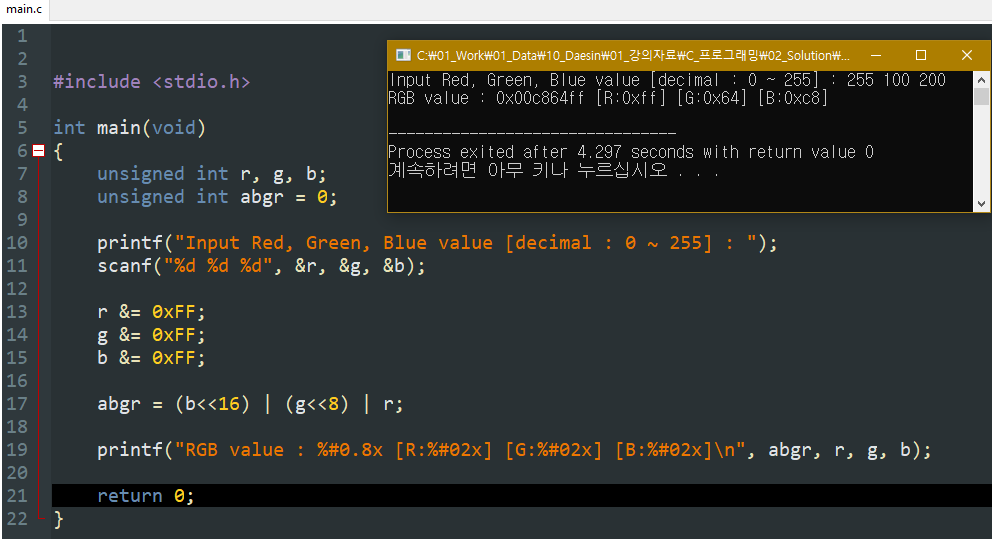 main.c
1
2
3 #include <stdio.h>
4
5 int main(void)
6 {
7 unsigned int r, g, b;
8 unsigned int abgr = 0;
9
10 printf("Input Red, Green, Blue value [decimal : 0 ~ 255] : ");
11 scanf("%d %d %d", &r, &g, &b);
12
13 r &= 0xFF;
14 g &= 0xFF;
15 b &= 0xFF;
16
17 abgr = (b<<16) | (g<<8) | r;
18
19 printf("RGB value : %#0.8x [R:%#02x] [G:%#02x] [B:%#02x]\n", abgr, r, g, b);
20
21 return 0;
22 }
C:₩01_Work₩01_Data₩10_Daesin₩01_강의자료₩C_프로그래밍₩02_Solution₩...
Input Red, Green, Blue value [decimal : 0 ~ 255] : 255 100 200
RGB value : 0x00c864ff [R:0xff] [G:0x64] [B:0xc8]
--------------------------------
Process exited after 4.297 seconds with return value 0
계속하려면 아무 키나 누르십시오 . . .